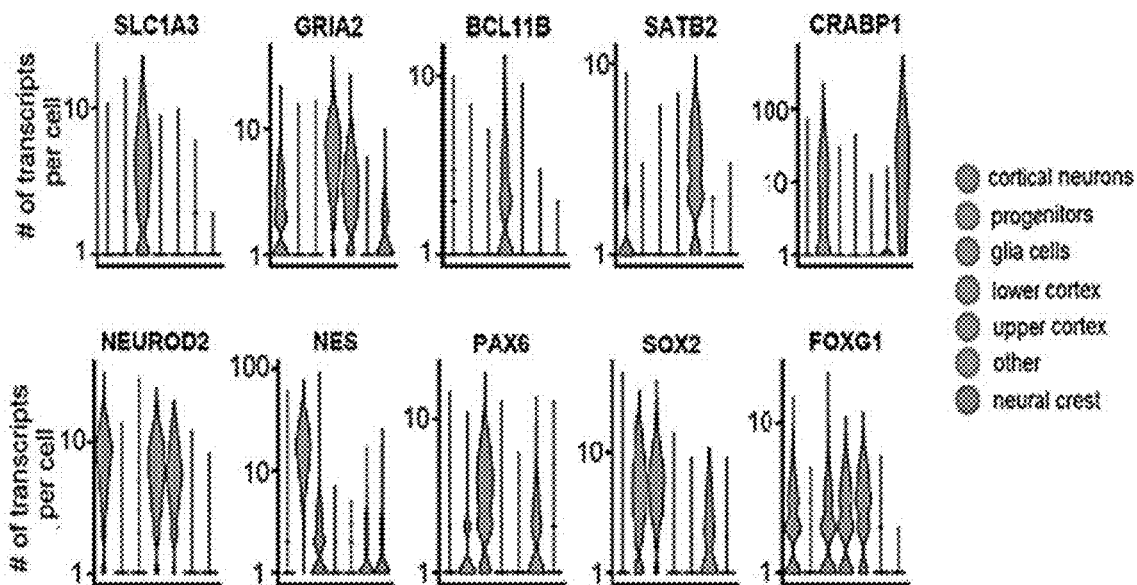 SLC1A3 GRIA2 BCL11B SATB2 CRABP1
# of transcripts per cell
10
1
10
1
10
1
10
1
100
10
1
cortical neurons
progenitors
glia cells
lower cortex
upper cortex
other
neural crest
NEUROD2 NES PAX6 SOX2 FOXG1
# of transcripts per cell
10
1
100
10
1
10
1
10
1
10
1